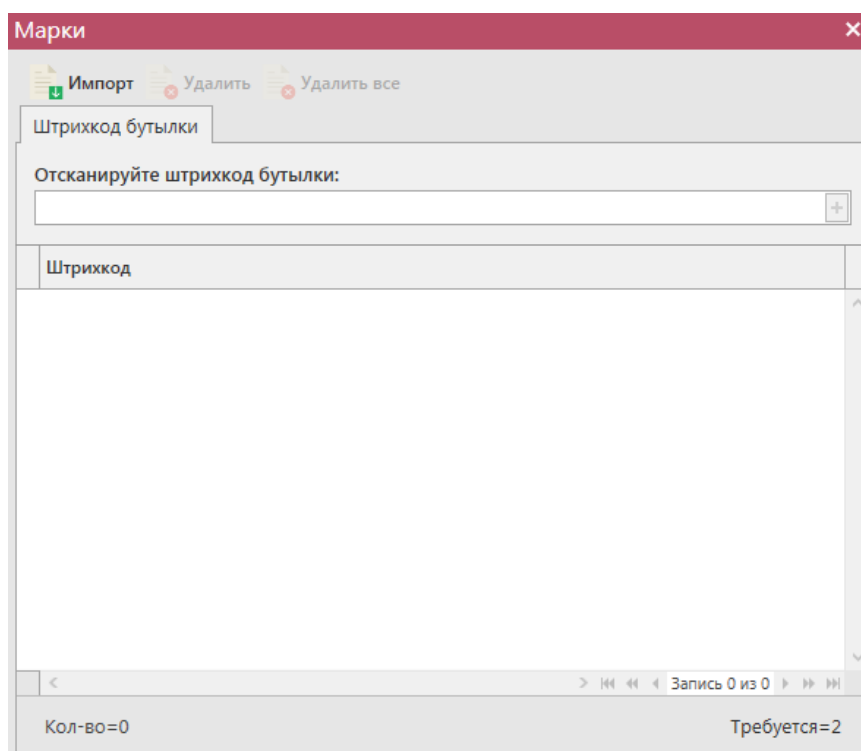 Марки
Импорт Удалить Удалить все
Штрихкод бутылки
Отсканируйте штрихкод бутылки:
Штрихкод
Запись 0 из 0
Кол-во=0 Требуется=2